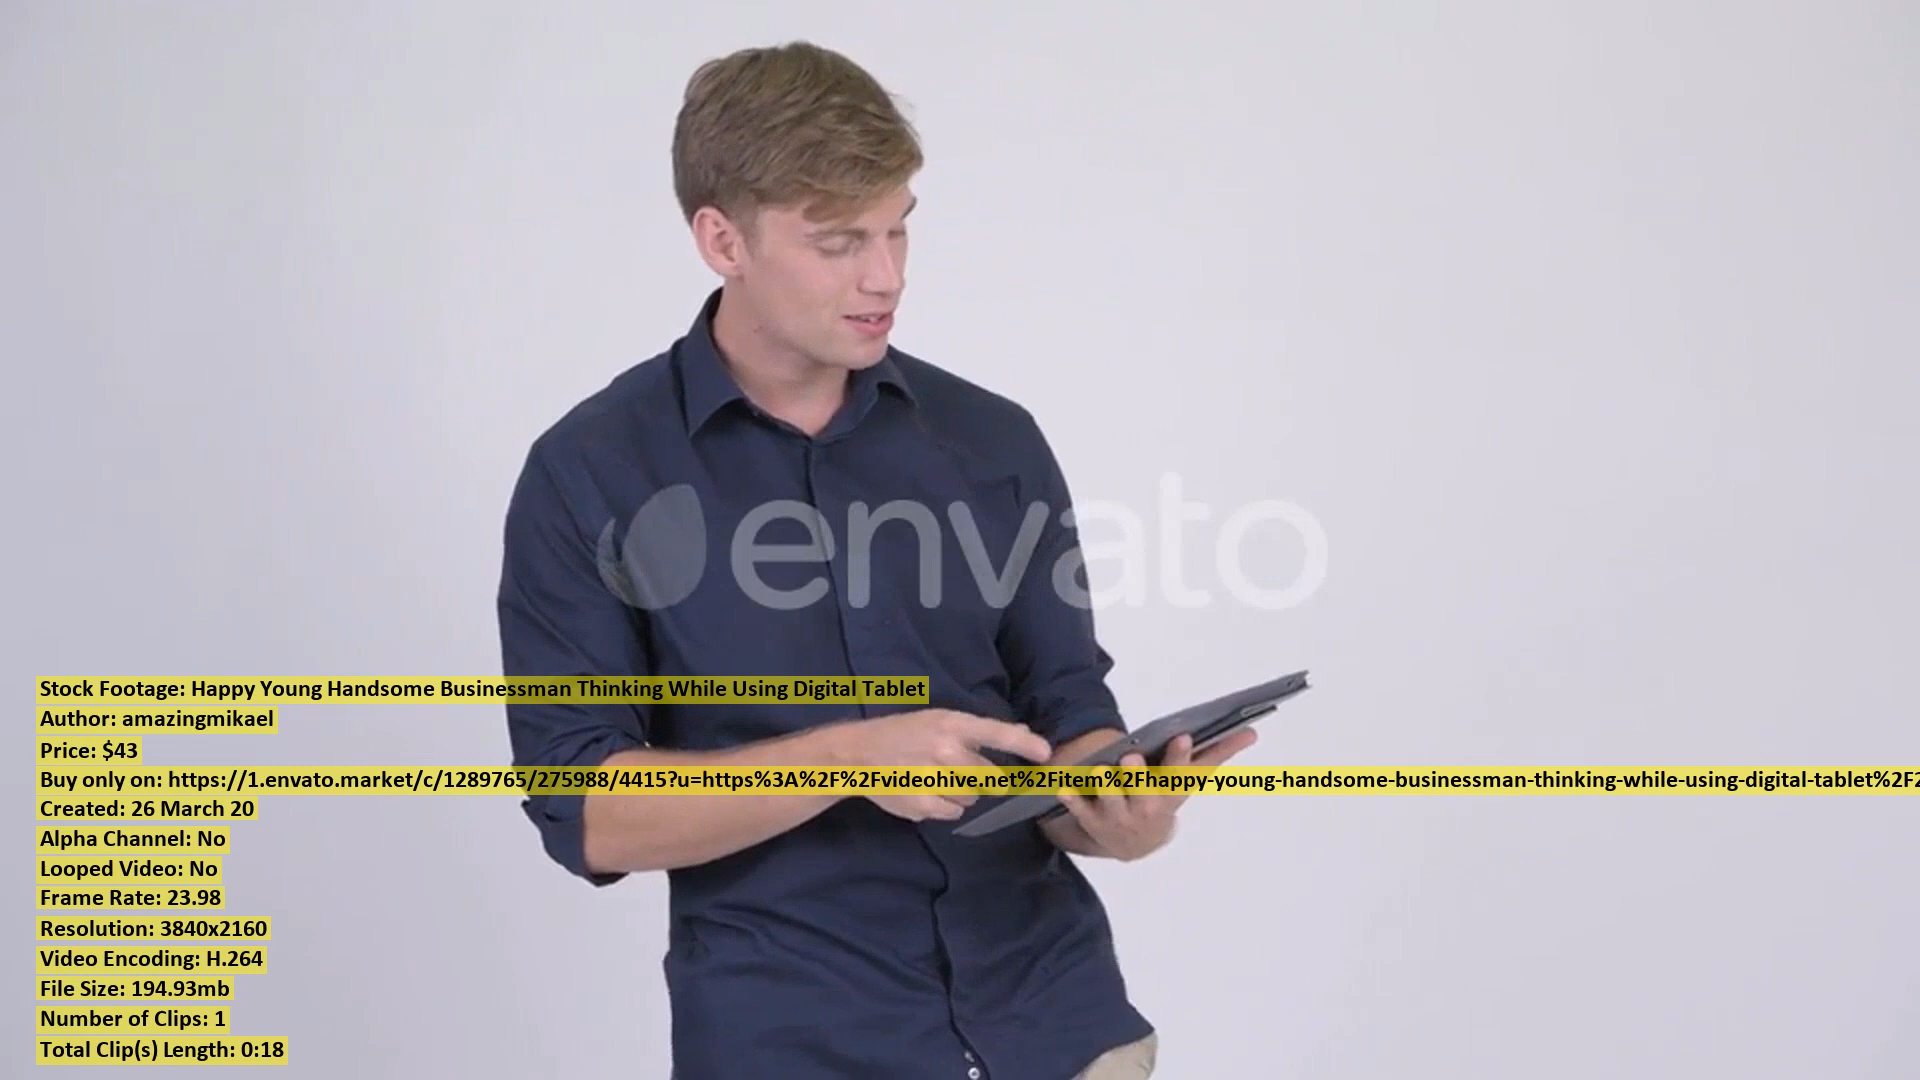 envato
Stock Footage: Happy Young Handsome Businessman Thinking While Using Digital Tablet
Author: amazingmikael
Price: $43
Buy only on: https://1.envato.market/c/1289765/275988/4415?u=https%3A%2F%2Fvideohive.net%2Fitem%2Fhappy-young-handsome-businessman-thinking-while-using-digital-tablet%2F2
Created: 26 March 20
Alpha Channel: No
Looped Video: No
Frame Rate: 23.98
Resolution: 3840x2160
Video Encoding: H.264
File Size: 194.93mb
Number of Clips: 1
Total Clip(s) Length: 0:18